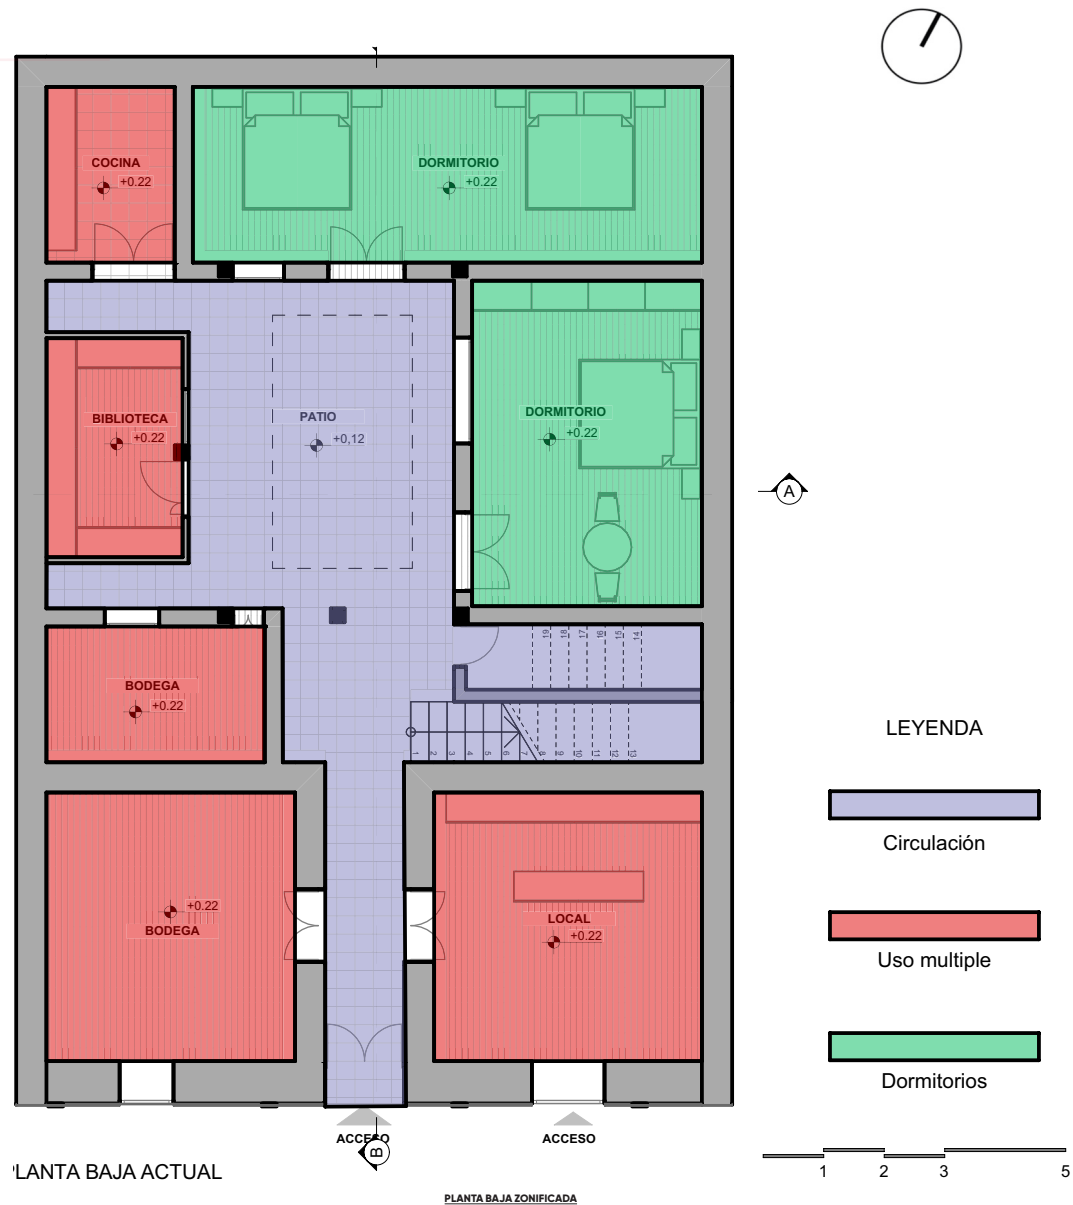 COCINA
+0.22
DORMITORIO
+0.22
BIBLIOTECA
+0.22
PATIO
+0,12
DORMITORIO
+0.22
A
19 18 17 16 15 14
BODEGA
+0.22
1 2 3 4 5 6 7 8 9 10 11 12 13
LEYENDA
Circulación
Uso multiple
Dormitorios
+0.22
BODEGA
LOCAL
+0.22
ACCESO
ACCESO
B
PLANTA BAJA ACTUAL
1 2 3 5
PLANTA BAJA ZONIFICADA